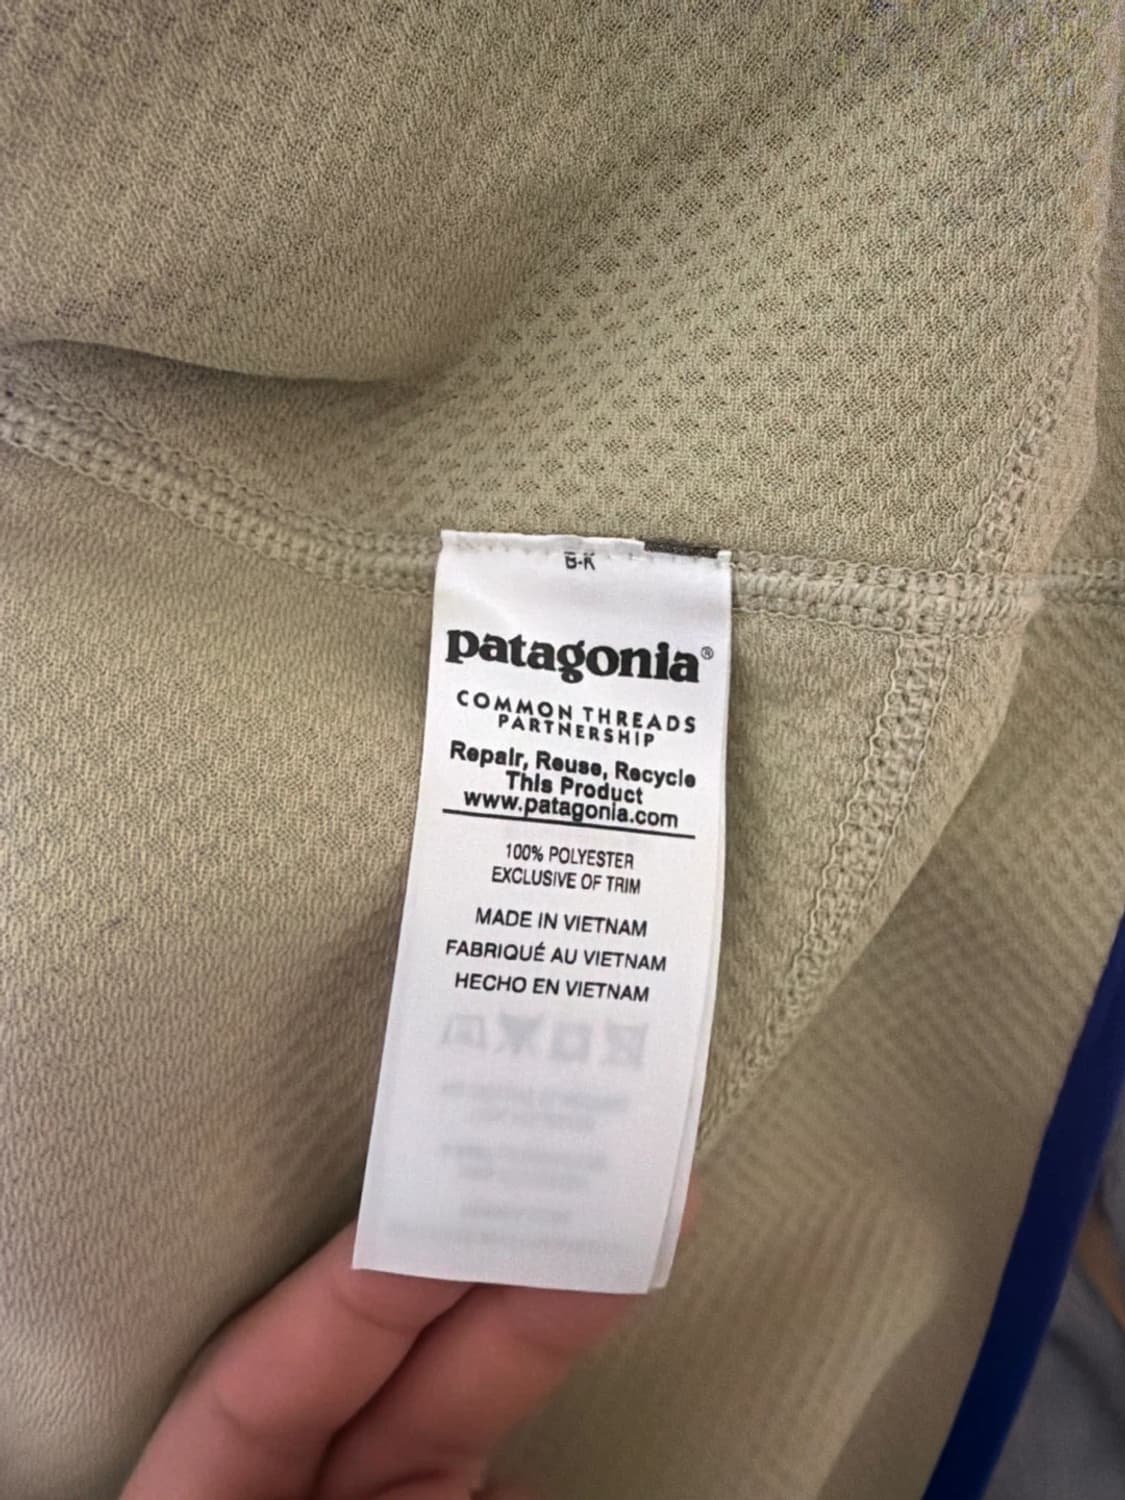 B-K
patagonia®
COMMON THREADS
PARTNERSHIP
Repair, Reuse, Recycle
This Product
www.patagonia.com
100% POLYESTER
EXCLUSIVE OF TRIM
MADE IN VIETNAM
FABRIQUÉ AU VIETNAM
HECHO EN VIETNAM